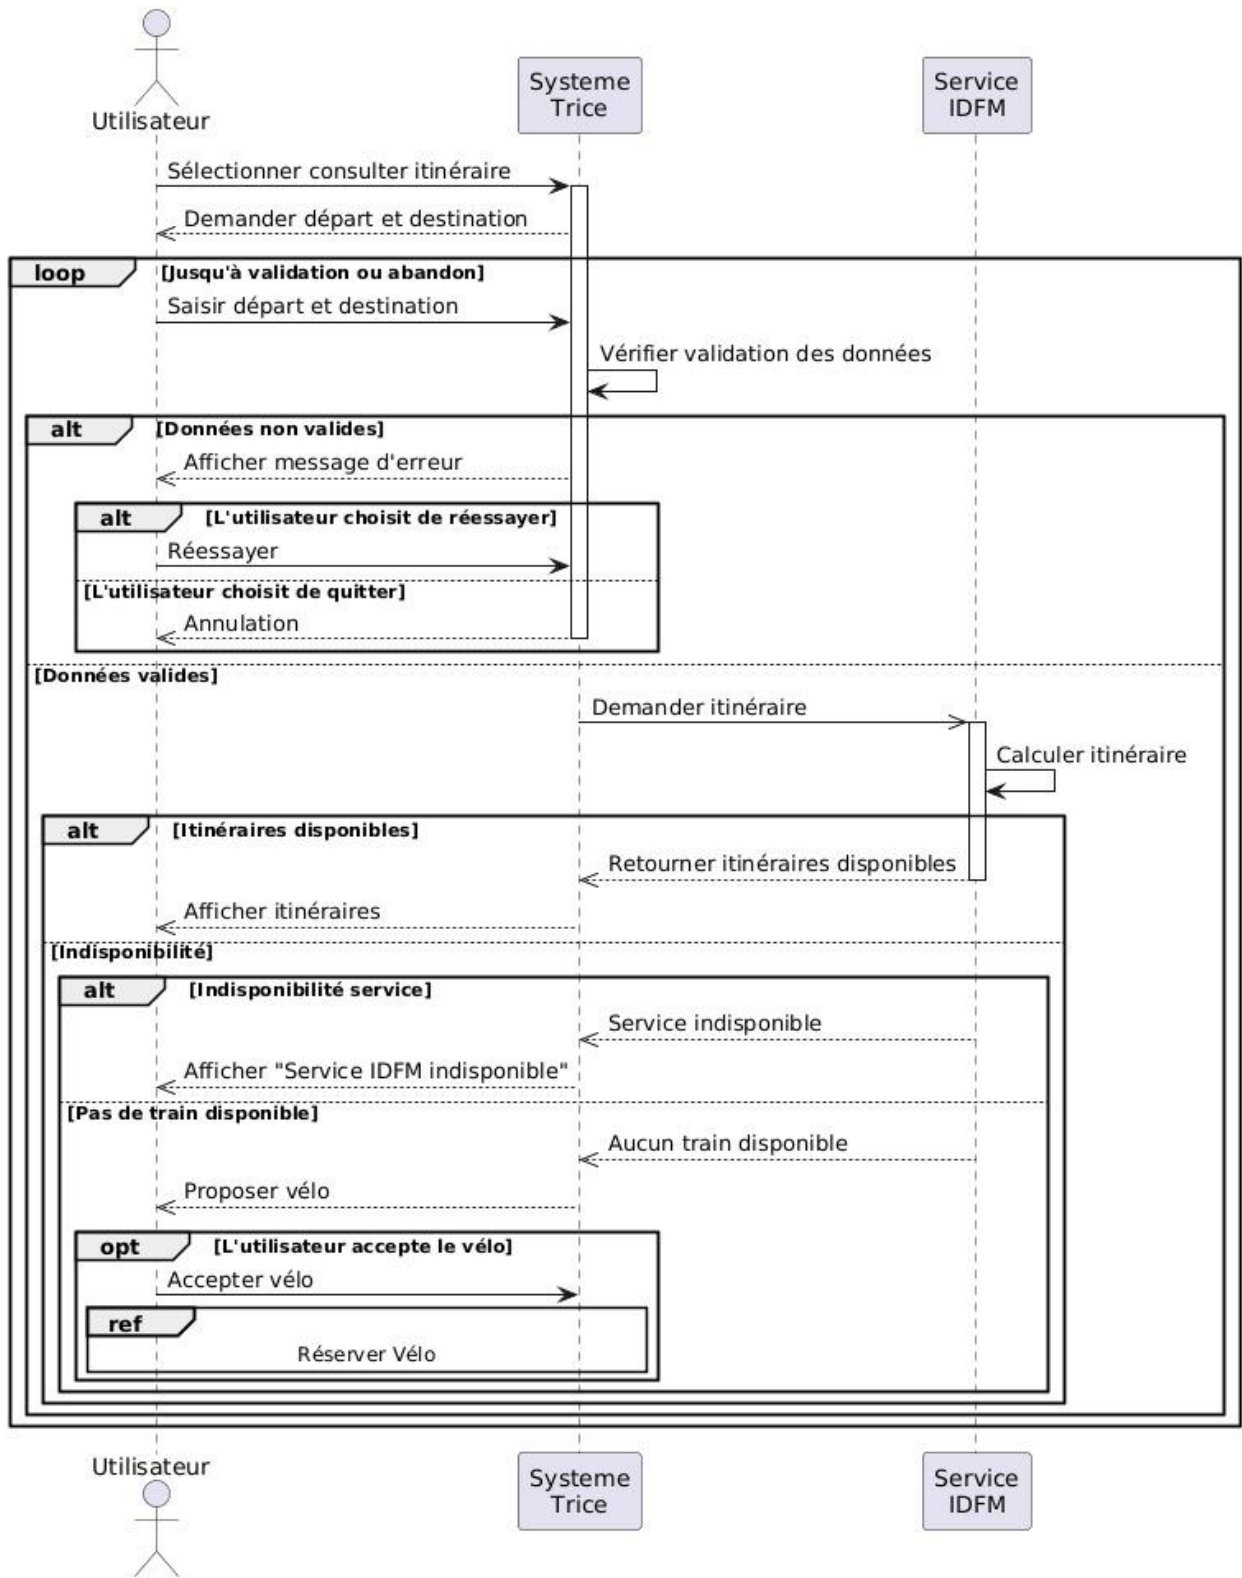 Utilisateur
Systeme
Trice
Service
IDFM
Sélectionner consulter itinéraire
Demander départ et destination
loop [Jusqu'à validation ou abandon]
Saisir départ et destination
Vérifier validation des données
alt [Données non valides]
Afficher message d'erreur
alt [L'utilisateur choisit de réessayer]
Réessayer
[L'utilisateur choisit de quitter]
Annulation
[Données valides]
Demander itinéraire
Calculer itinéraire
alt [Itinéraires disponibles]
Retourner itinéraires disponibles
Afficher itinéraires
[Indisponibilité]
alt [Indisponibilité service]
Service indisponible
Afficher "Service IDFM indisponible"
[Pas de train disponible]
Aucun train disponible
Proposer vélo
opt [L'utilisateur accepte le vélo]
Accepter vélo
ref
Réserver Vélo
Utilisateur
Systeme
Trice
Service
IDFM